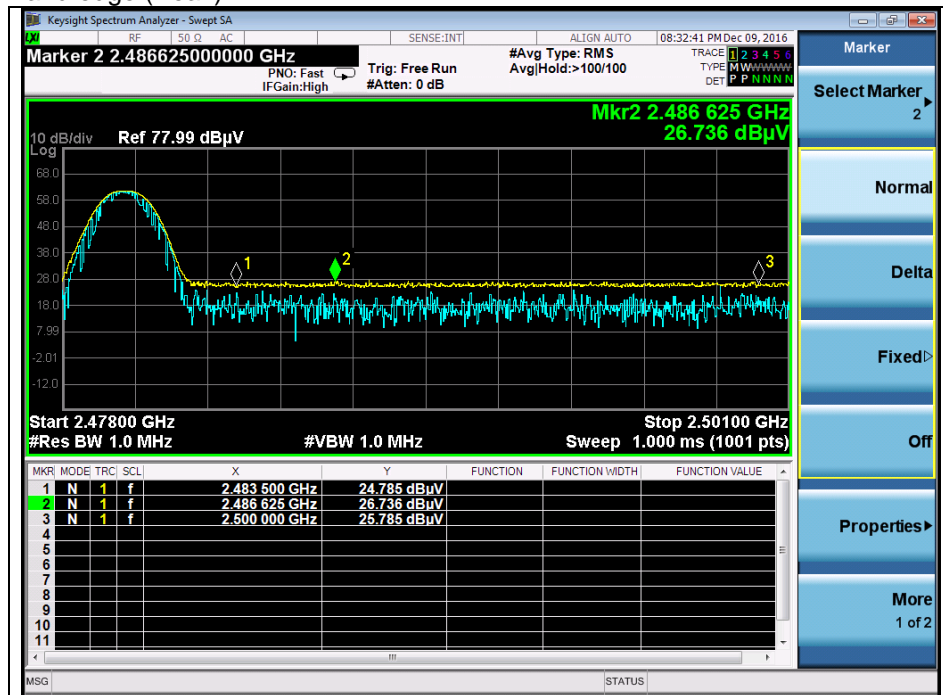 Keysight Spectrum Analyzer - Swept SA
LXI RF 50 Ω AC SENSE:INT ALIGN AUTO 08:32:41 PM Dec 09, 2016
Marker 2 2.486625000000 GHz
PNO: Fast
IFGain:High
Trig: Free Run
#Atten: 0 dB
#Avg Type: RMS
Avg|Hold:>100/100
TRACE 1 2 3 4 5 6
TYPE M W W W W W
DET P P N N N N
Mkr2 2.486 625 GHz
26.736 dBµV
10 dB/div Ref 77.99 dBµV
Log
68.0
58.0
48.0
38.0
28.0
18.0
7.99
-2.01
-12.0
1
2
3
Start 2.47800 GHz Stop 2.50100 GHz
#Res BW 1.0 MHz #VBW 1.0 MHz Sweep 1.000 ms (1001 pts)
MKR MODE TRC SCL X Y FUNCTION FUNCTION WIDTH FUNCTION VALUE
1 N 1 f 2.483 500 GHz 24.785 dBµV
2 N 1 f 2.486 625 GHz 26.736 dBµV
3 N 1 f 2.500 000 GHz 25.785 dBµV
4
5
6
7
8
9
10
11
MSG STATUS
Marker
Select Marker
2
Normal
Delta
Fixed
Off
Properties
More
1 of 2